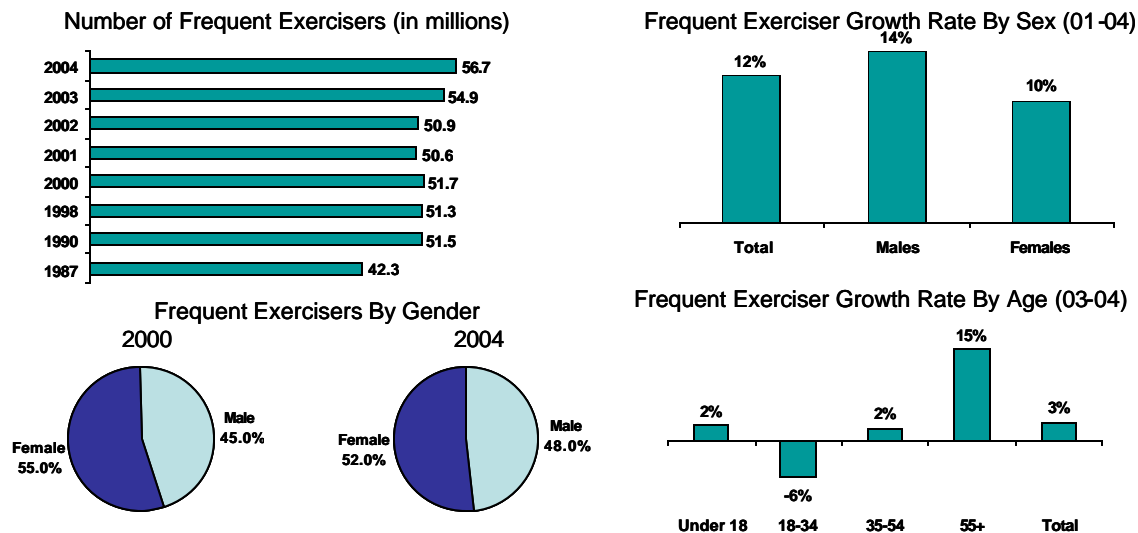 Number of Frequent Exercisers (in millions)
2004 56.7
2003 54.9
2002 50.9
2001 50.6
2000 51.7
1998 51.3
1990 51.5
1987 42.3
Frequent Exerciser Growth Rate By Sex (01-04)
12% 14% 10%
Total Males Females
Frequent Exercisers By Gender
2000
Female
55.0%
Male
45.0%
2004
Female
52.0%
Male
48.0%
Frequent Exerciser Growth Rate By Age (03-04)
2% -6% 2% 15% 3%
Under 18 18-34 35-54 55+ Total